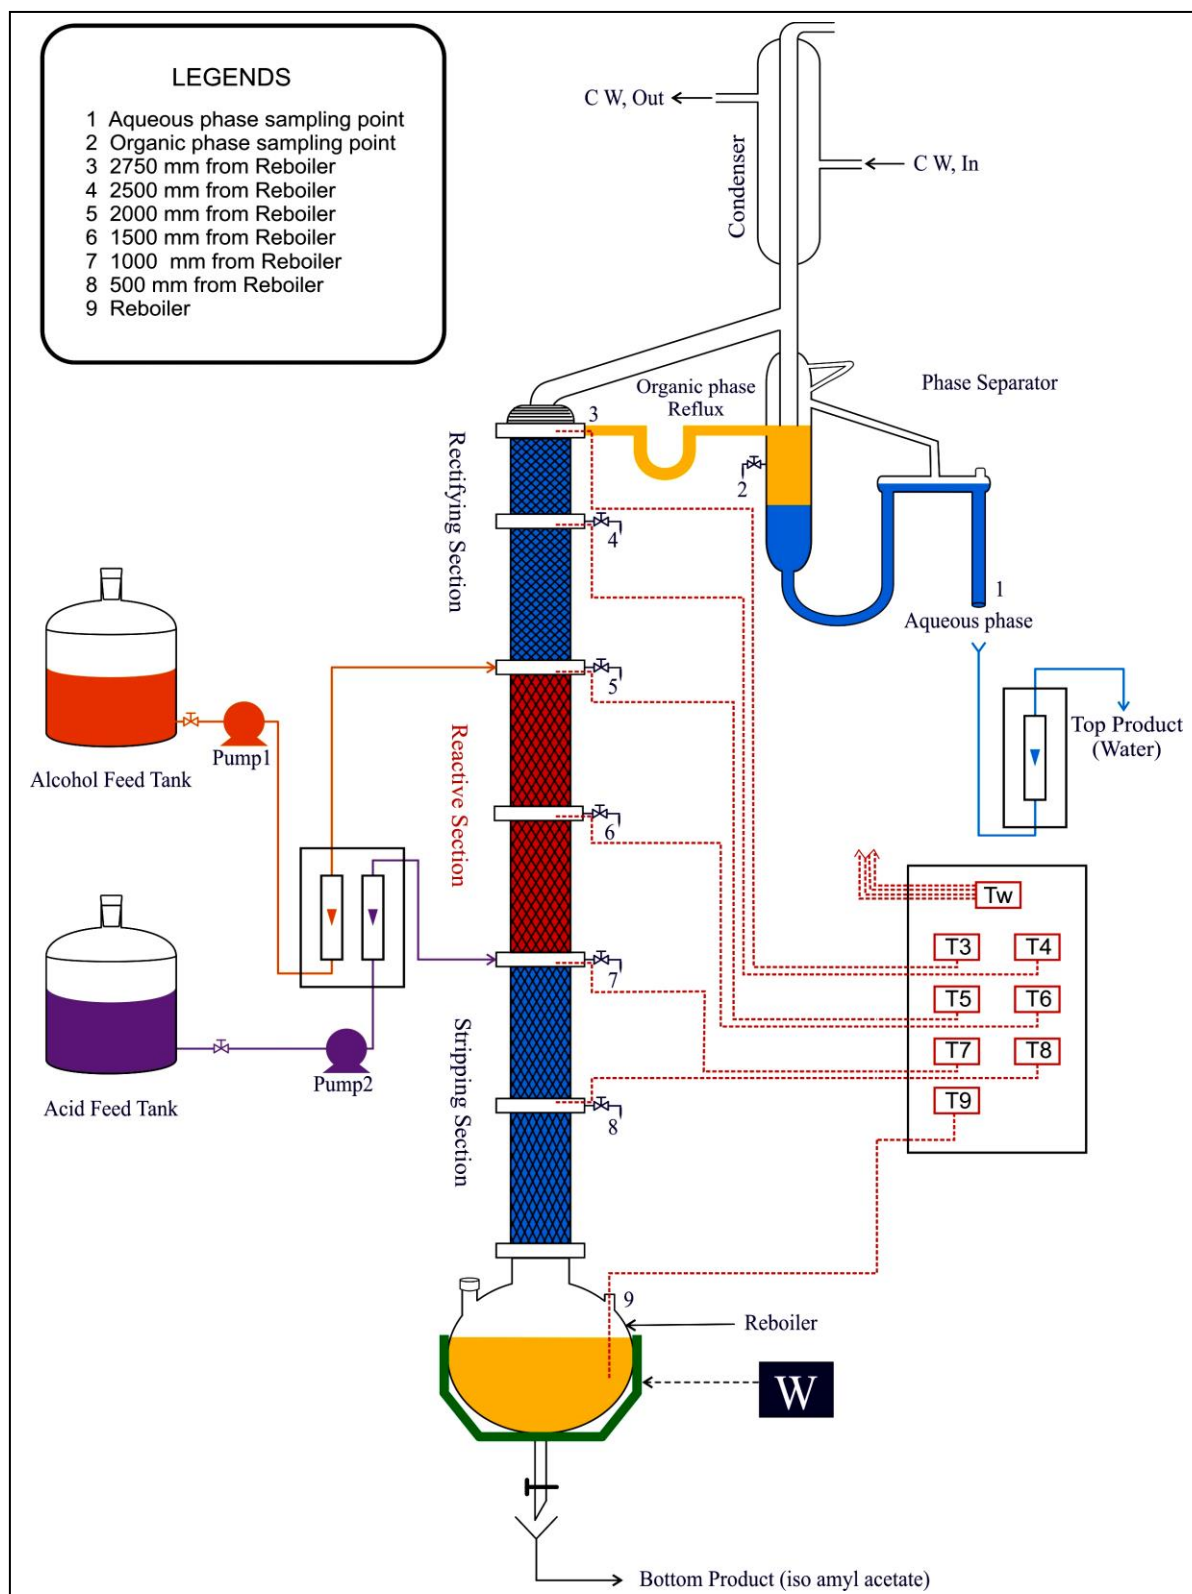 LEGENDS
1 Aqueous phase sampling point
2 Organic phase sampling point
3 2750 mm from Reboiler
4 2500 mm from Reboiler
5 2000 mm from Reboiler
6 1500 mm from Reboiler
7 1000 mm from Reboiler
8 500 mm from Reboiler
9 Reboiler
C W, Out
C W, In
Condenser
Organic phase
Reflux
Phase Separator
3
2
4
Rectifying Section
1
Aqueous phase
5
Top Product
(Water)
Alcohol Feed Tank
Pump1
Reactive Section
6
Tw
T3
T4
T5
T6
T7
T8
T9
7
Acid Feed Tank
Pump2
Stripping Section
8
9
Reboiler
W
Bottom Product (iso amyl acetate)